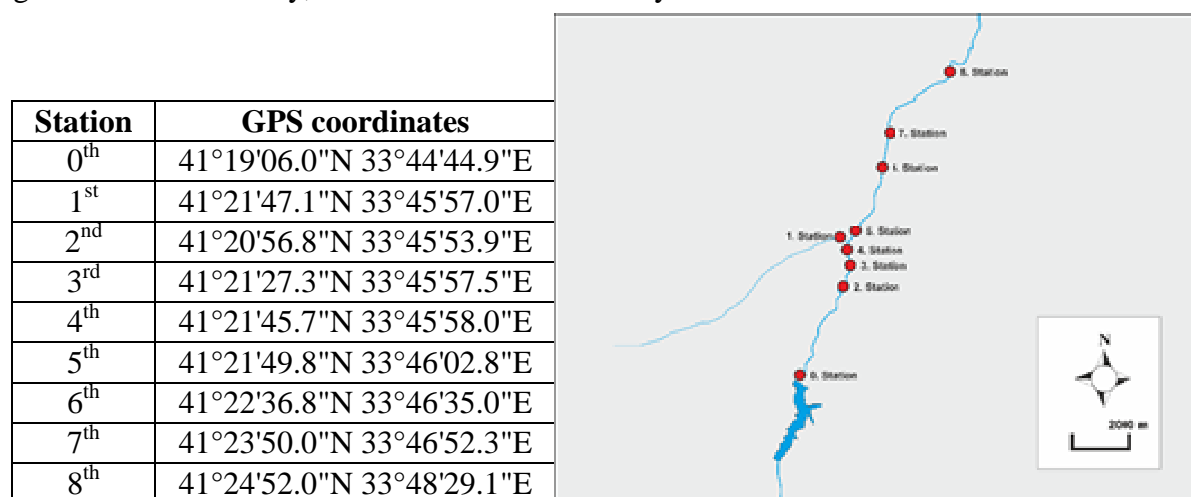 Station GPS coordinates
0th 41°19'06.0"N 33°44'44.9"E
1st 41°21'47.1"N 33°45'57.0"E
2nd 41°20'56.8"N 33°45'53.9"E
3rd 41°21'27.3"N 33°45'57.5"E
4th 41°21'45.7"N 33°45'58.0"E
5th 41°21'49.8"N 33°46'02.8"E
6th 41°22'36.8"N 33°46'35.0"E
7th 41°23'50.0"N 33°46'52.3"E
8th 41°24'52.0"N 33°48'29.1"E
8. Station
7. Station
6. Station
5. Station
1. Station
4. Station
3. Station
2. Station
0. Station
N
2000 m